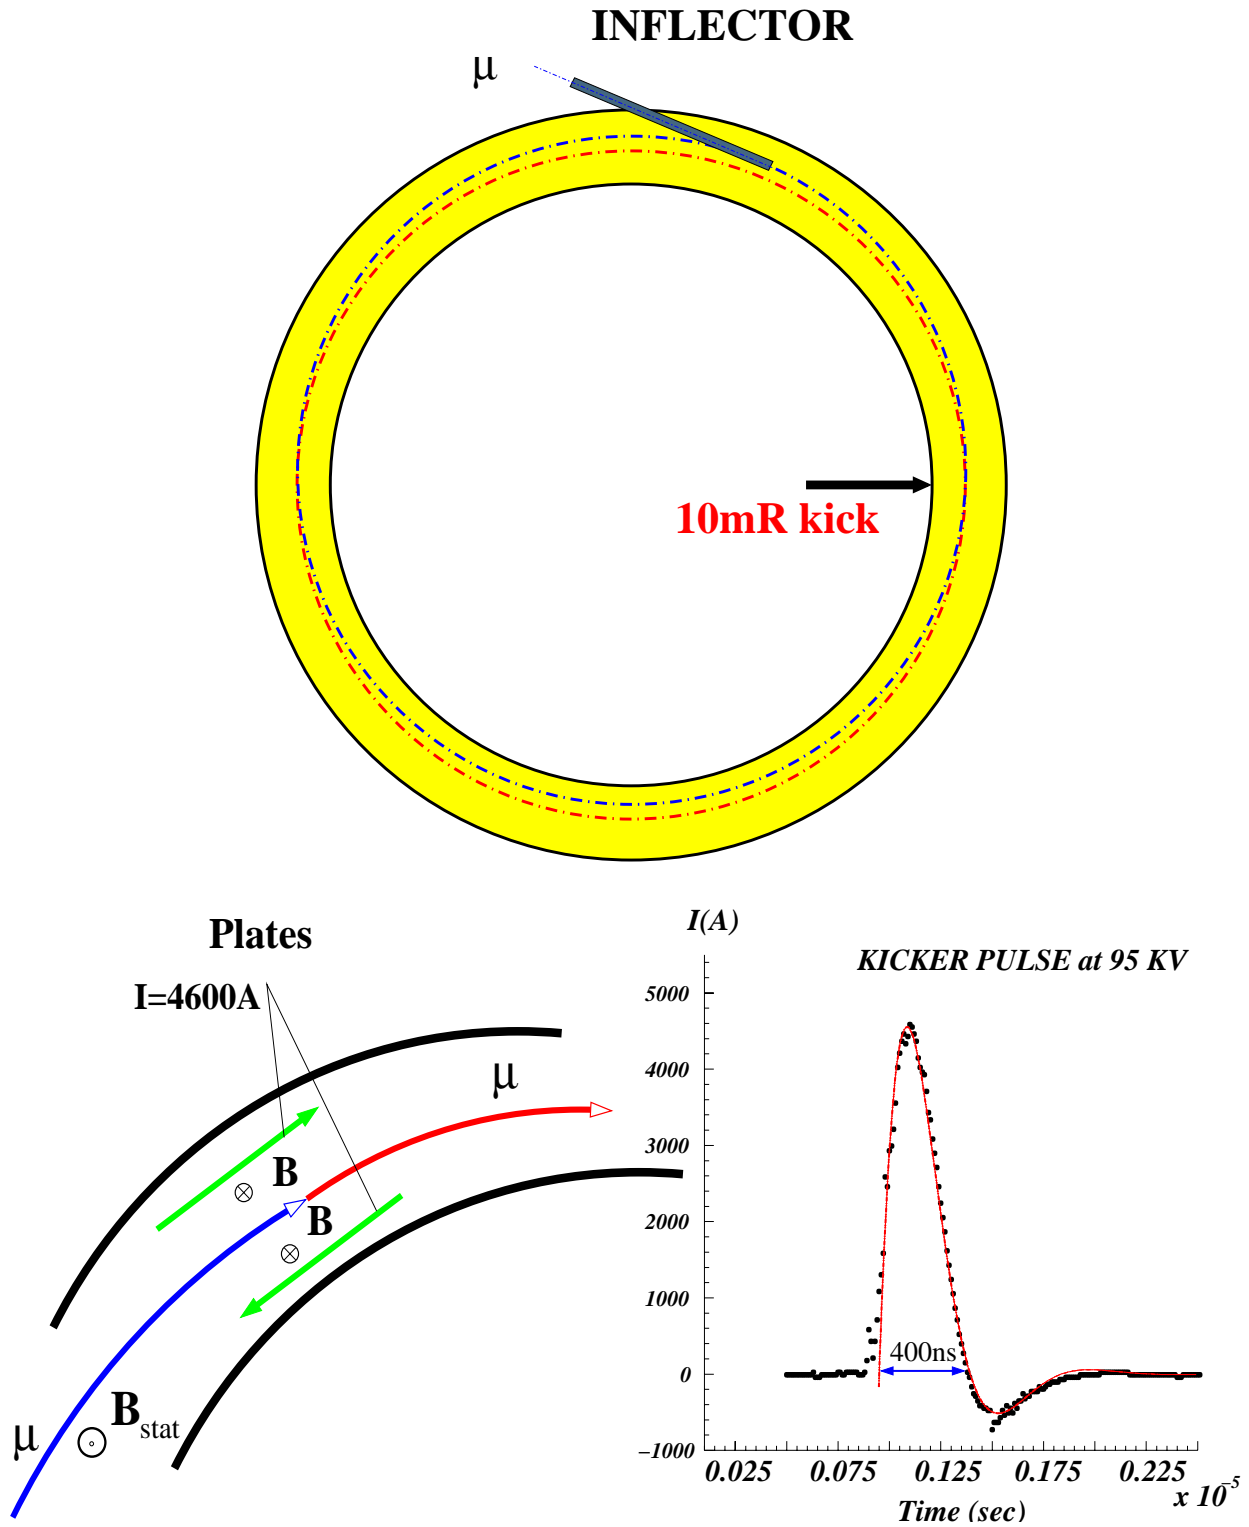 INFLECTOR
μ
10mR kick
Plates
I=4600A
μ
B
B
B stat
μ
I(A)
KICKER PULSE at 95 KV
5000
4000
3000
2000
1000
0
−1000
400ns
0.025 0.075 0.125 0.175 0.225
x 10^−5
Time (sec)